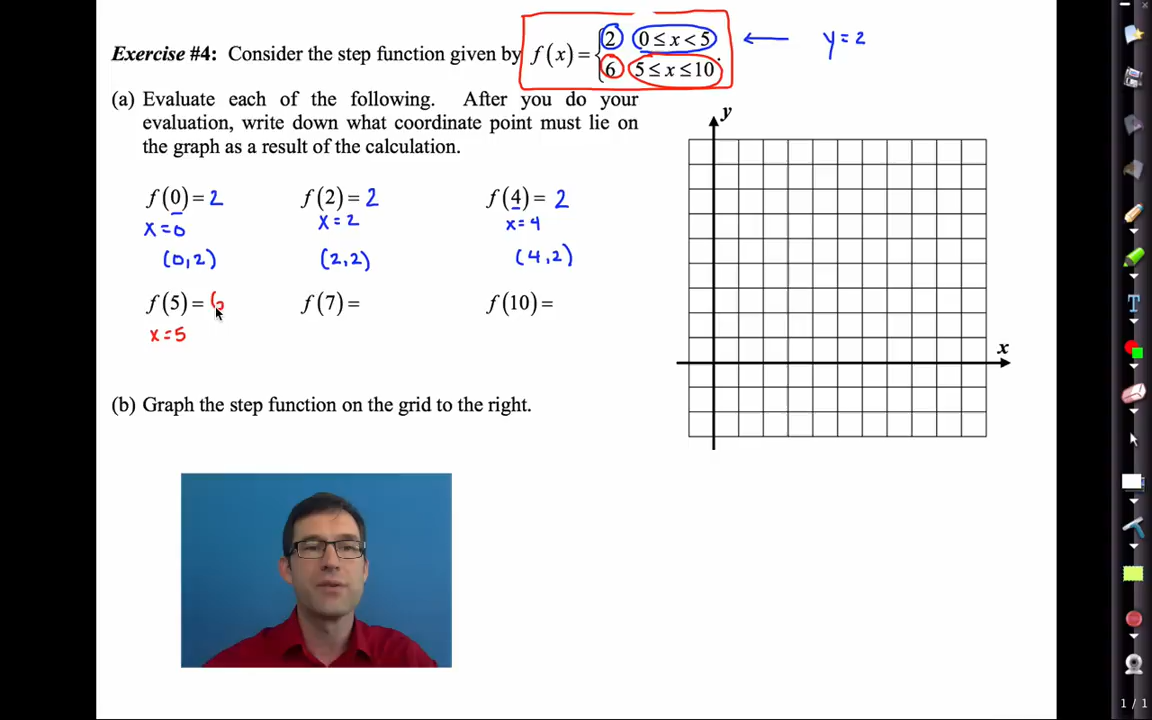 Exercise #4: Consider the step function given by f(x) = { 2 0 ≤ x < 5
6 5 ≤ x ≤ 10 .
← y = 2
(a) Evaluate each of the following. After you do your
evaluation, write down what coordinate point must lie on
the graph as a result of the calculation.
f(0) = 2 f(2) = 2 f(4) = 2
x = 0 x = 2 x = 4
(0,2) (2,2) (4,2)
f(5) = 6 f(7) = f(10) =
x = 5
(b) Graph the step function on the grid to the right.
y
x
T
1 / 1